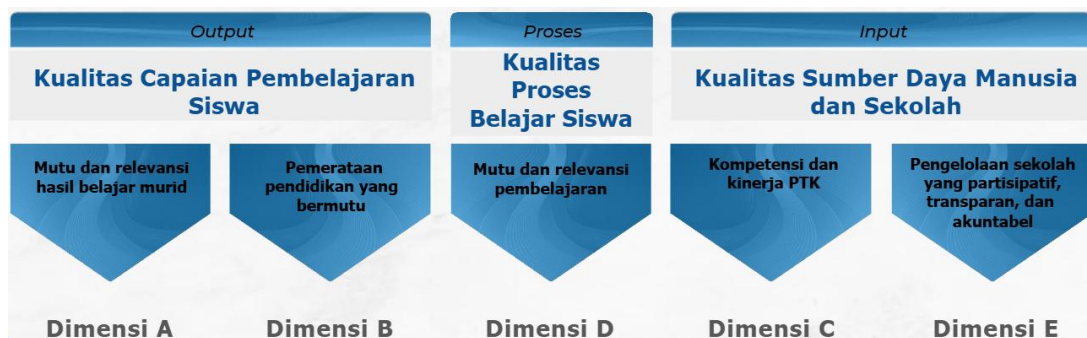 Output
Kualitas Capaian Pembelajaran
Siswa
Mutu dan relevansi
hasil belajar murid
Dimensi A
Pemerataan
pendidikan yang
bermutu
Dimensi B
Proses
Kualitas
Proses
Belajar Siswa
Mutu dan relevansi
pembelajaran
Dimensi D
Input
Kualitas Sumber Daya Manusia
dan Sekolah
Kompetensi dan
kinerja PTK
Dimensi C
Pengelolaan sekolah
yang partisipatif,
transparan, dan
akuntabel
Dimensi E